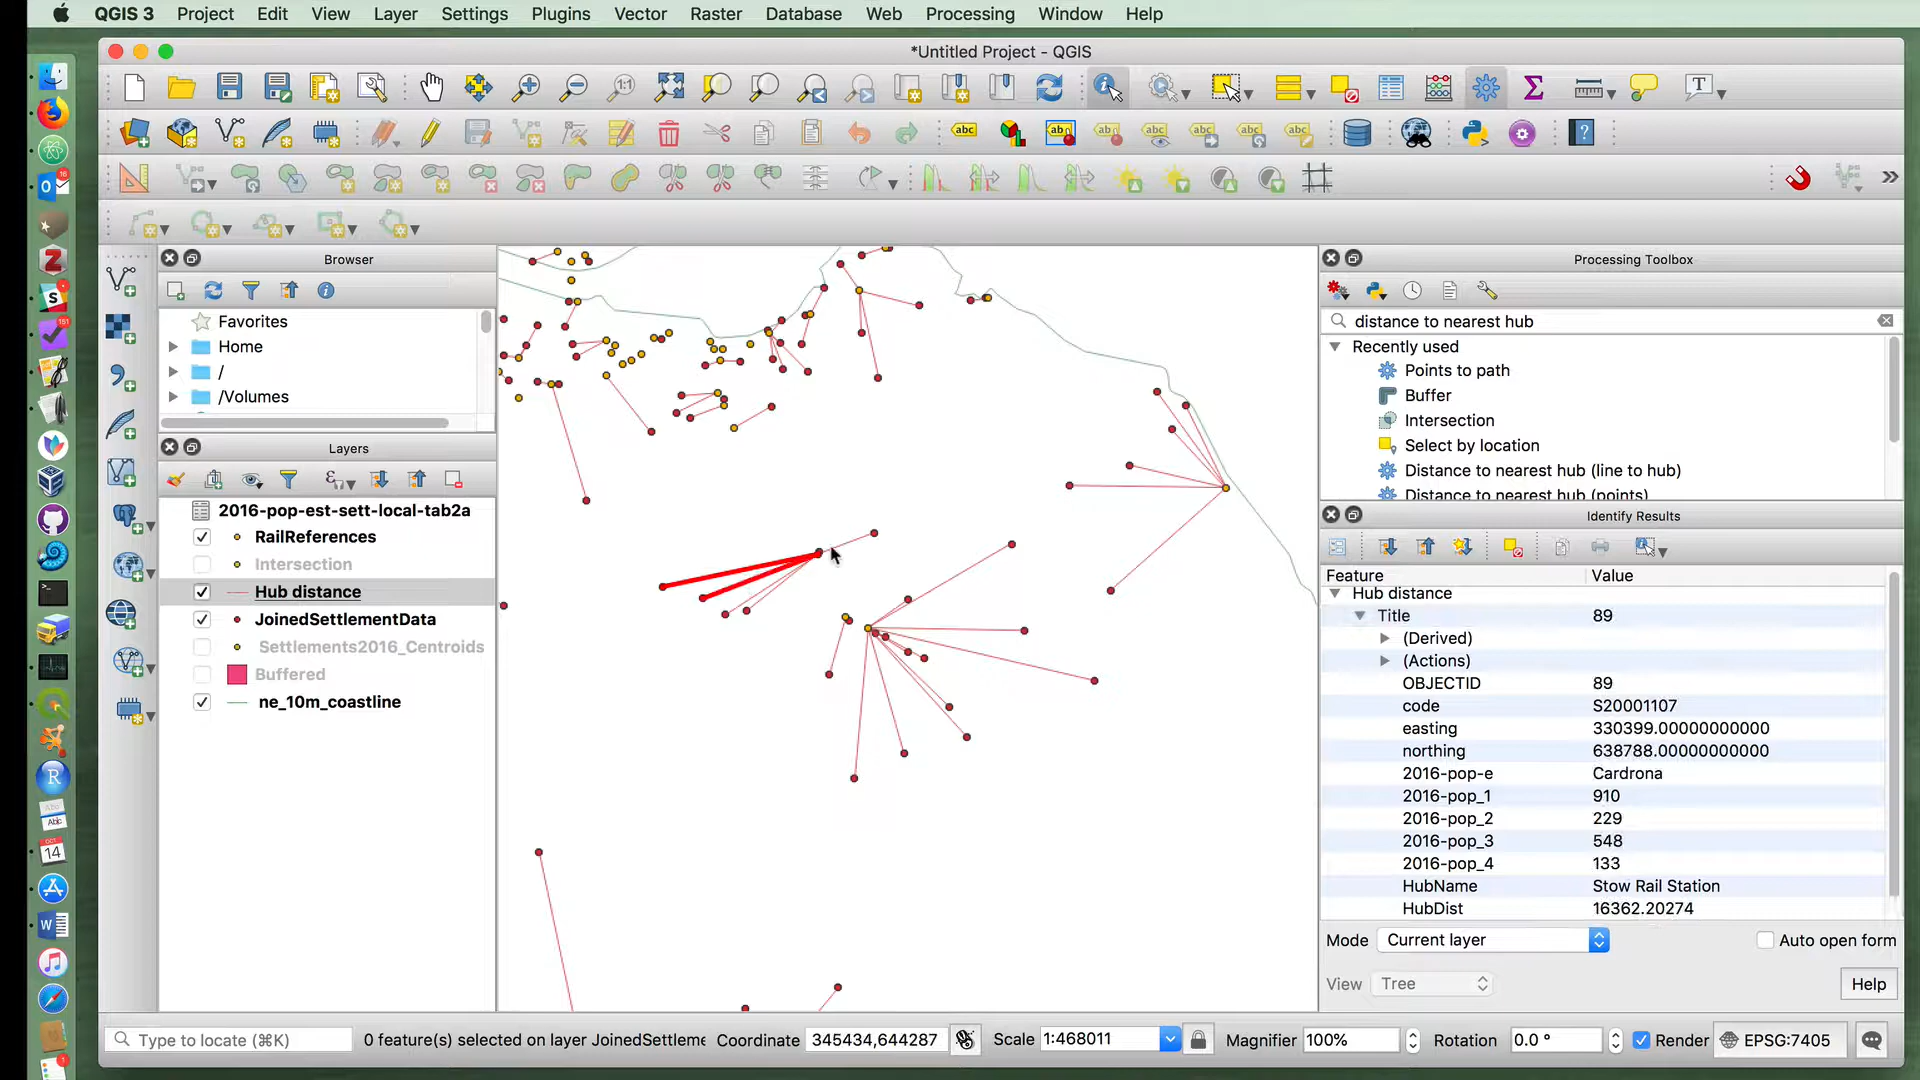 QGIS 3 Project Edit View Layer Settings Plugins Vector Raster Database Web Processing Window Help
*Untitled Project - QGIS
Browser
Favorites
Home
/
/Volumes
Layers
2016-pop-est-sett-local-tab2a
RailReferences
Intersection
Hub distance
JoinedSettlementData
Settlements2016_Centroids
Buffered
ne_10m_coastline
Processing Toolbox
distance to nearest hub
Recently used
Points to path
Buffer
Intersection
Select by location
Distance to nearest hub (line to hub)
Distance to nearest hub (points)
Identify Results
Feature Value
Hub distance
Title 89
(Derived)
(Actions)
OBJECTID 89
code S20001107
easting 330399.00000000000
northing 638788.00000000000
2016-pop-e Cardrona
2016-pop_1 910
2016-pop_2 229
2016-pop_3 548
2016-pop_4 133
HubName Stow Rail Station
HubDist 16362.20274
Mode Current layer Auto open form
View Tree Help
Type to locate (⌘K) 0 feature(s) selected on layer JoinedSettleme Coordinate 345434,644287 Scale 1:468011 Magnifier 100% Rotation 0.0 ° Render EPSG:7405